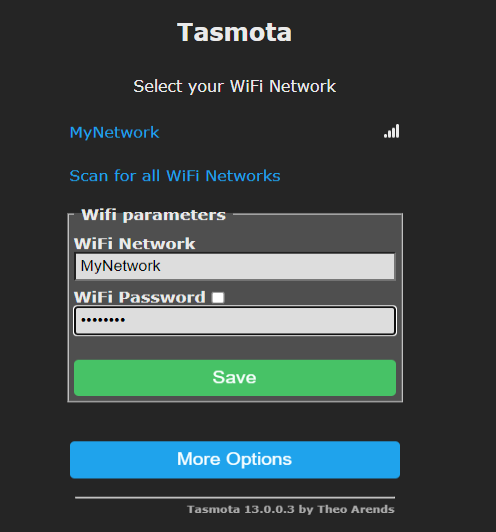 Tasmota
Select your WiFi Network
MyNetwork
Scan for all WiFi Networks
Wifi parameters
WiFi Network
MyNetwork
WiFi Password
••••••••
Save
More Options
Tasmota 13.0.0.3 by Theo Arends